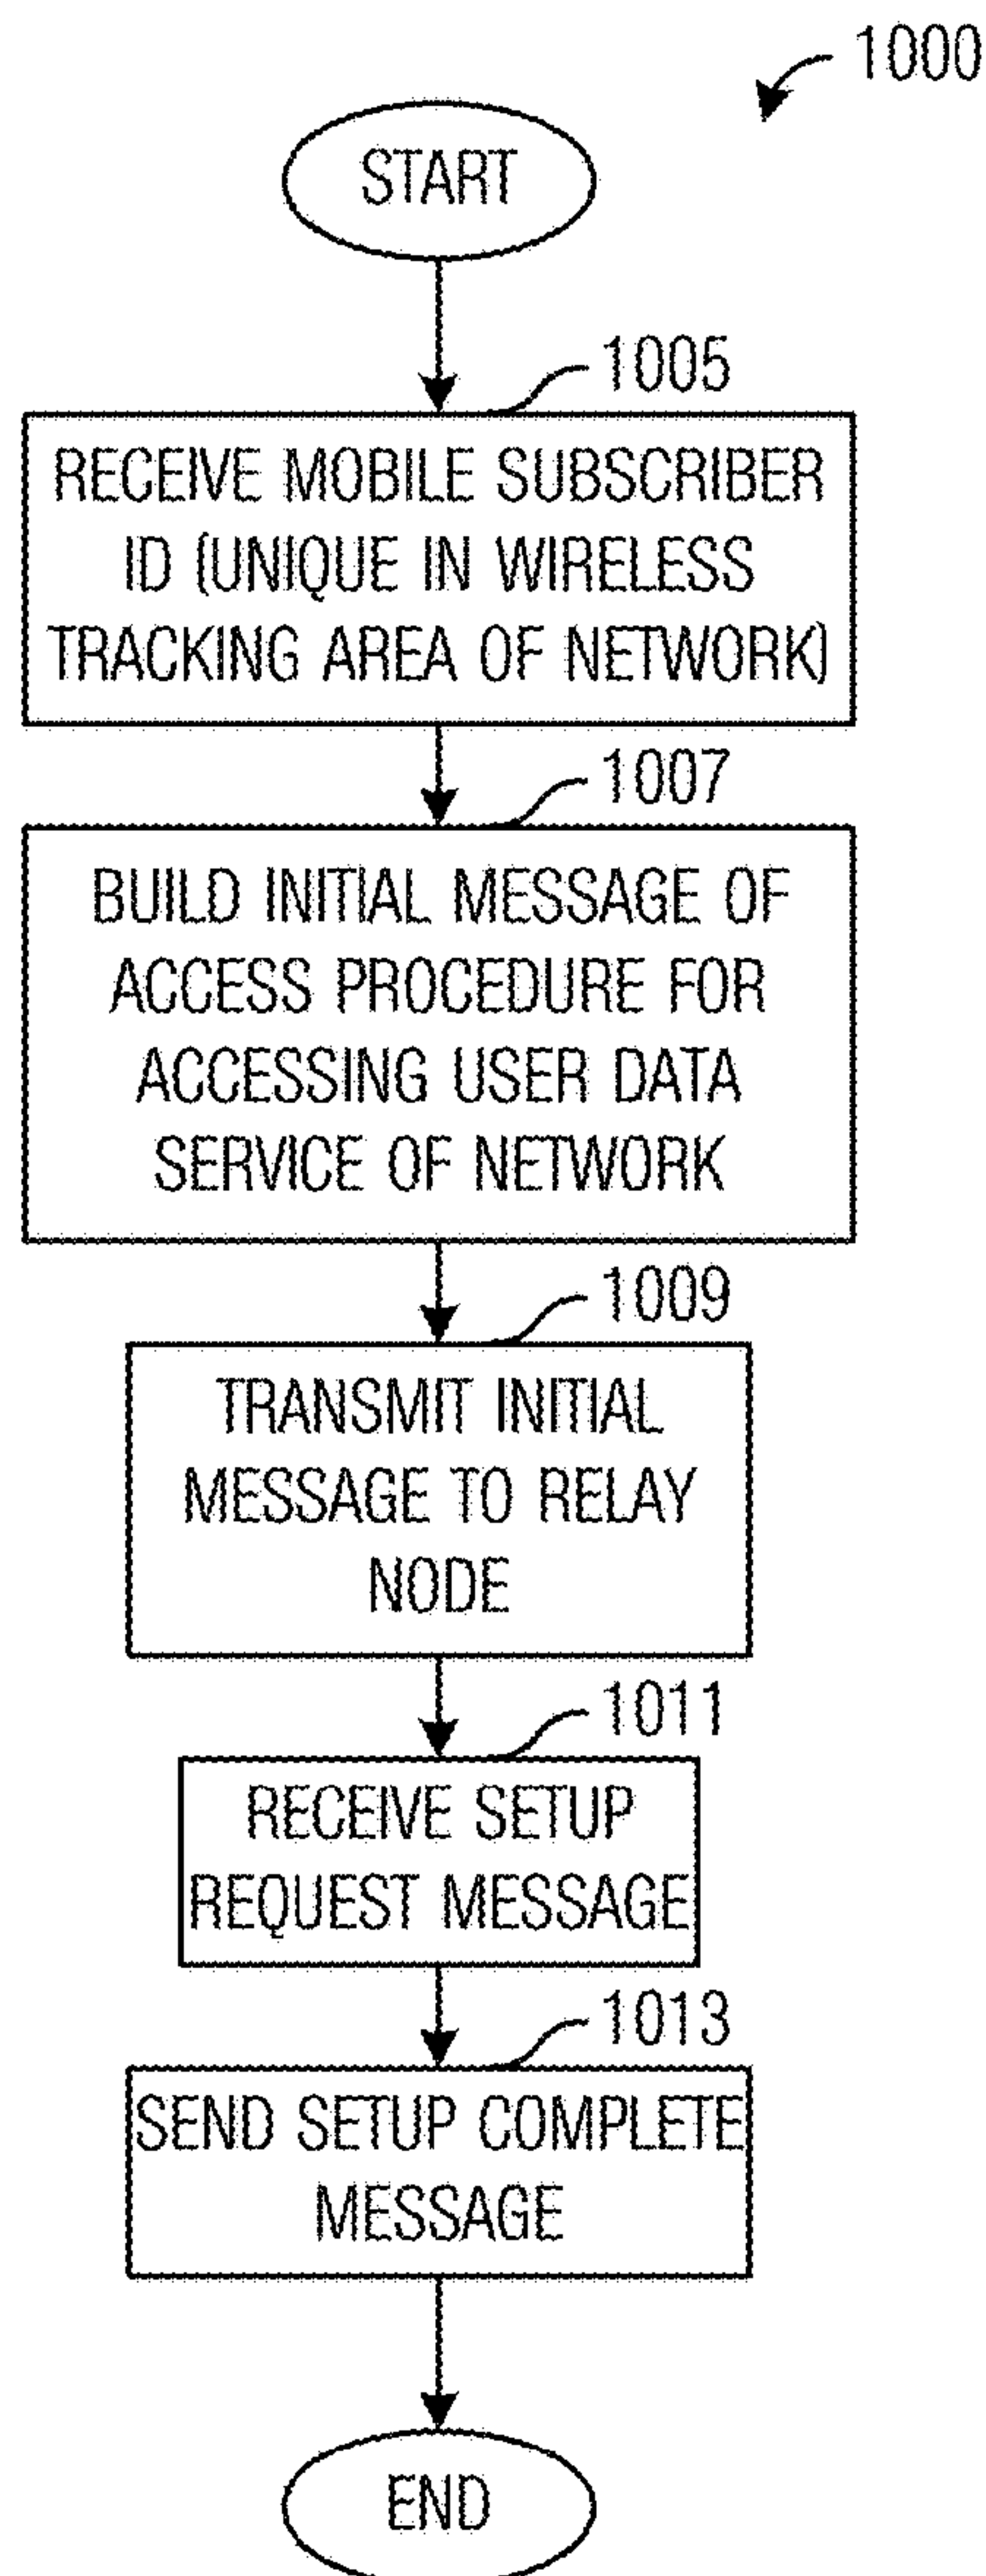 1000
START
1005
RECEIVE MOBILE SUBSCRIBER
ID (UNIQUE IN WIRELESS
TRACKING AREA OF NETWORK)
1007
BUILD INITIAL MESSAGE OF
ACCESS PROCEDURE FOR
ACCESSING USER DATA
SERVICE OF NETWORK
1009
TRANSMIT INITIAL
MESSAGE TO RELAY
NODE
1011
RECEIVE SETUP
REQUEST MESSAGE
1013
SEND SETUP COMPLETE
MESSAGE
END